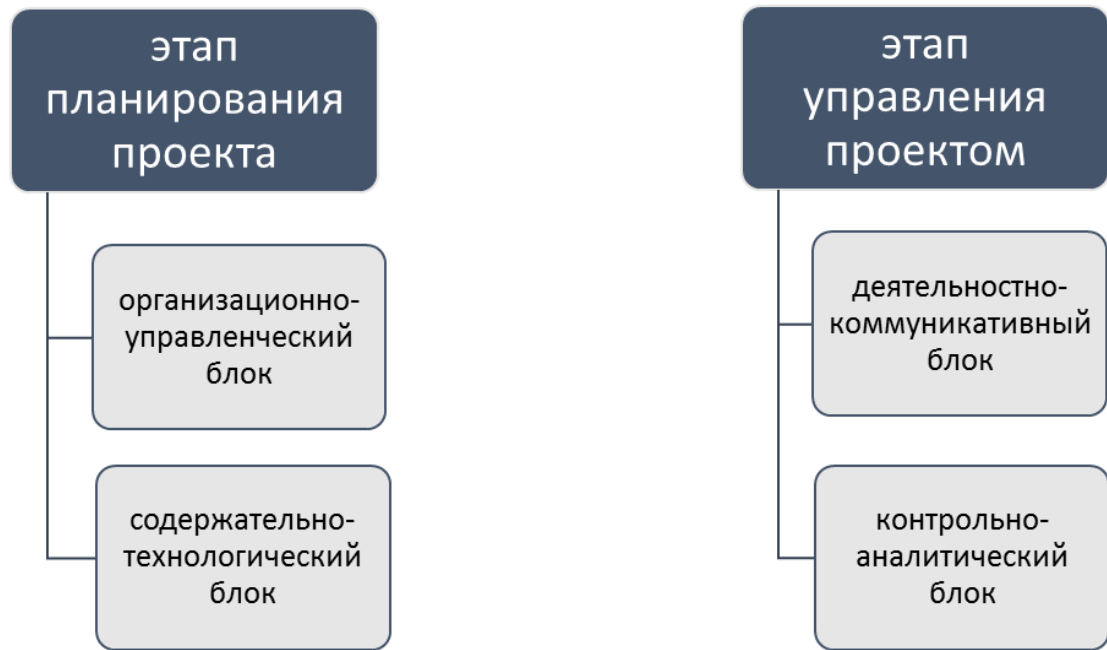 этап
планирования
проекта
организационно-
управленческий
блок
содержательно-
технологический
блок
этап
управления
проектом
деятельностно-
коммуникативный
блок
контрольно-
аналитический
блок